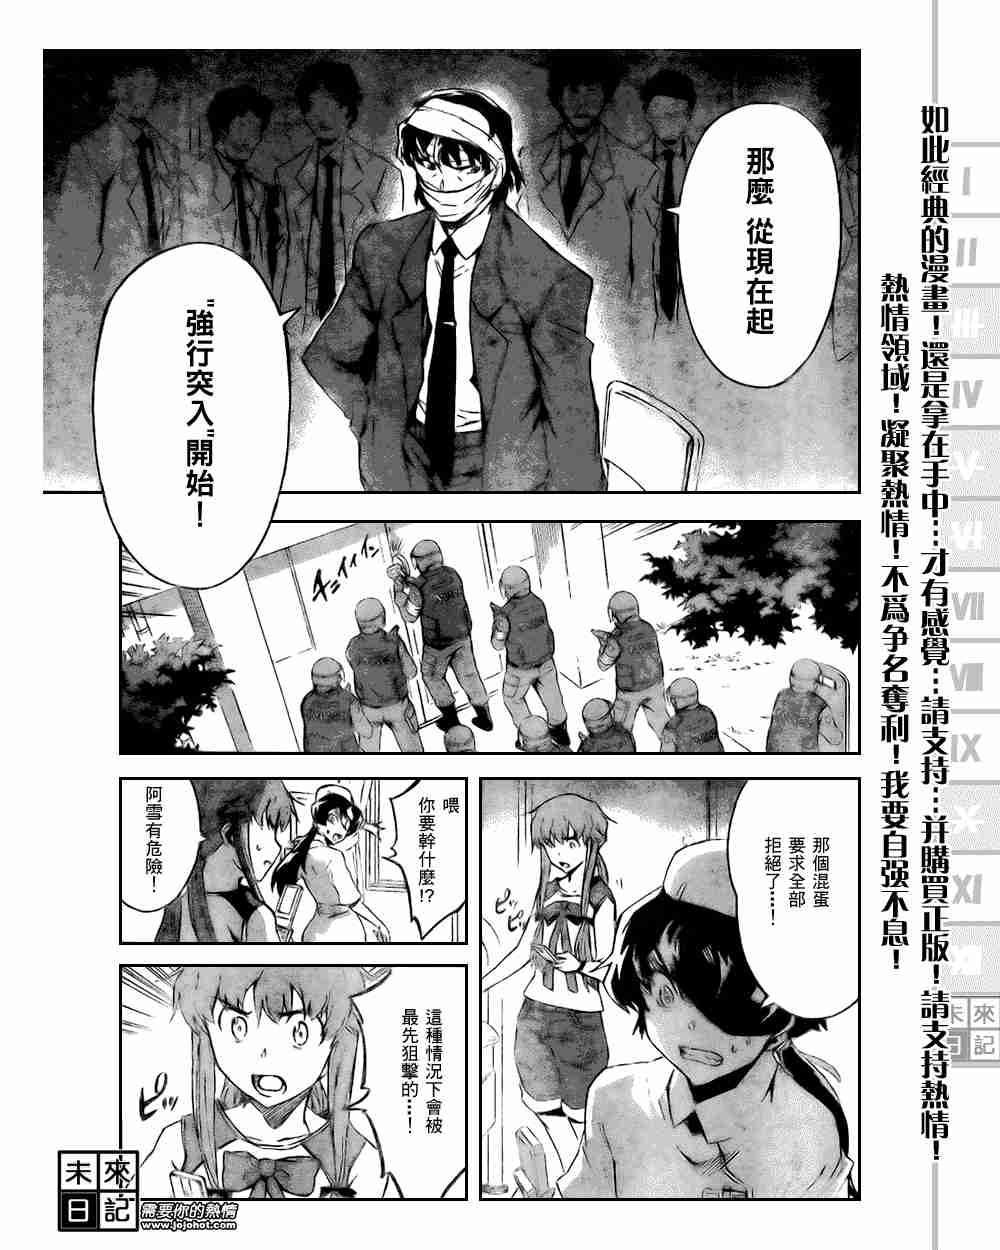 如此經典的漫畫！還是拿在手中…才有感覺…請支持…并購買正版！請支持熱情！
熱情領域！凝聚熱情！不爲争名奪利！我要自强不息！
I
II
III
IV
V
VI
VII
VIII
IX
X
XI
XII
未來
日記
那麼 從現在起
"強行突入"開始！
チュイィィン
那個混蛋
要求全部
拒絕了…！
ピピッ
喂
你要幹什麼!?
阿雪有危險！
這種情況下會被
最先狙擊的…！
ピッ
未來
日記
需要你的熱情
www.jojohot.com